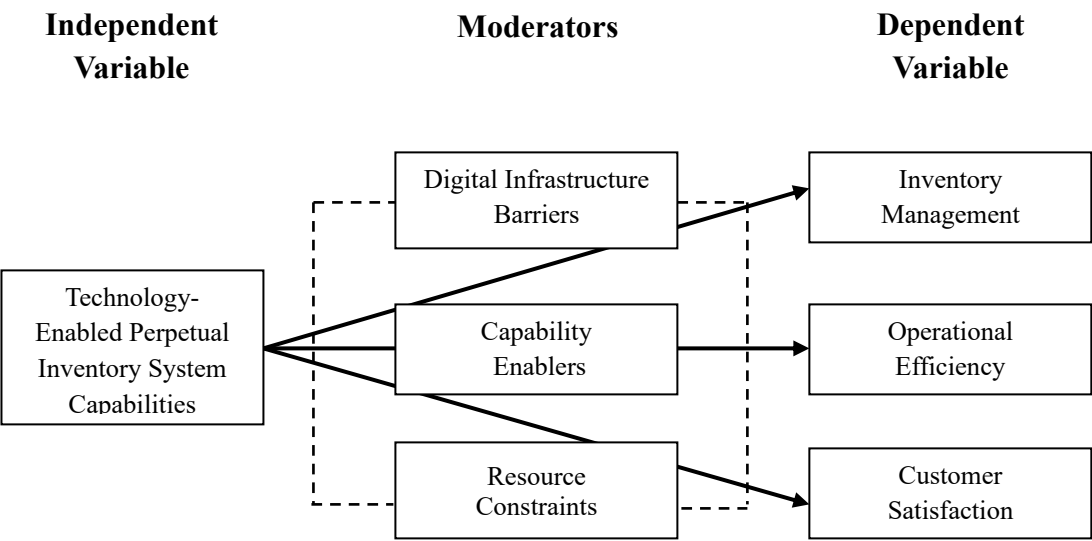 Independent
Variable
Moderators
Dependent
Variable
Technology-
Enabled Perpetual
Inventory System
Capabilities
Digital Infrastructure
Barriers
Capability
Enablers
Resource
Constraints
Inventory
Management
Operational
Efficiency
Customer
Satisfaction